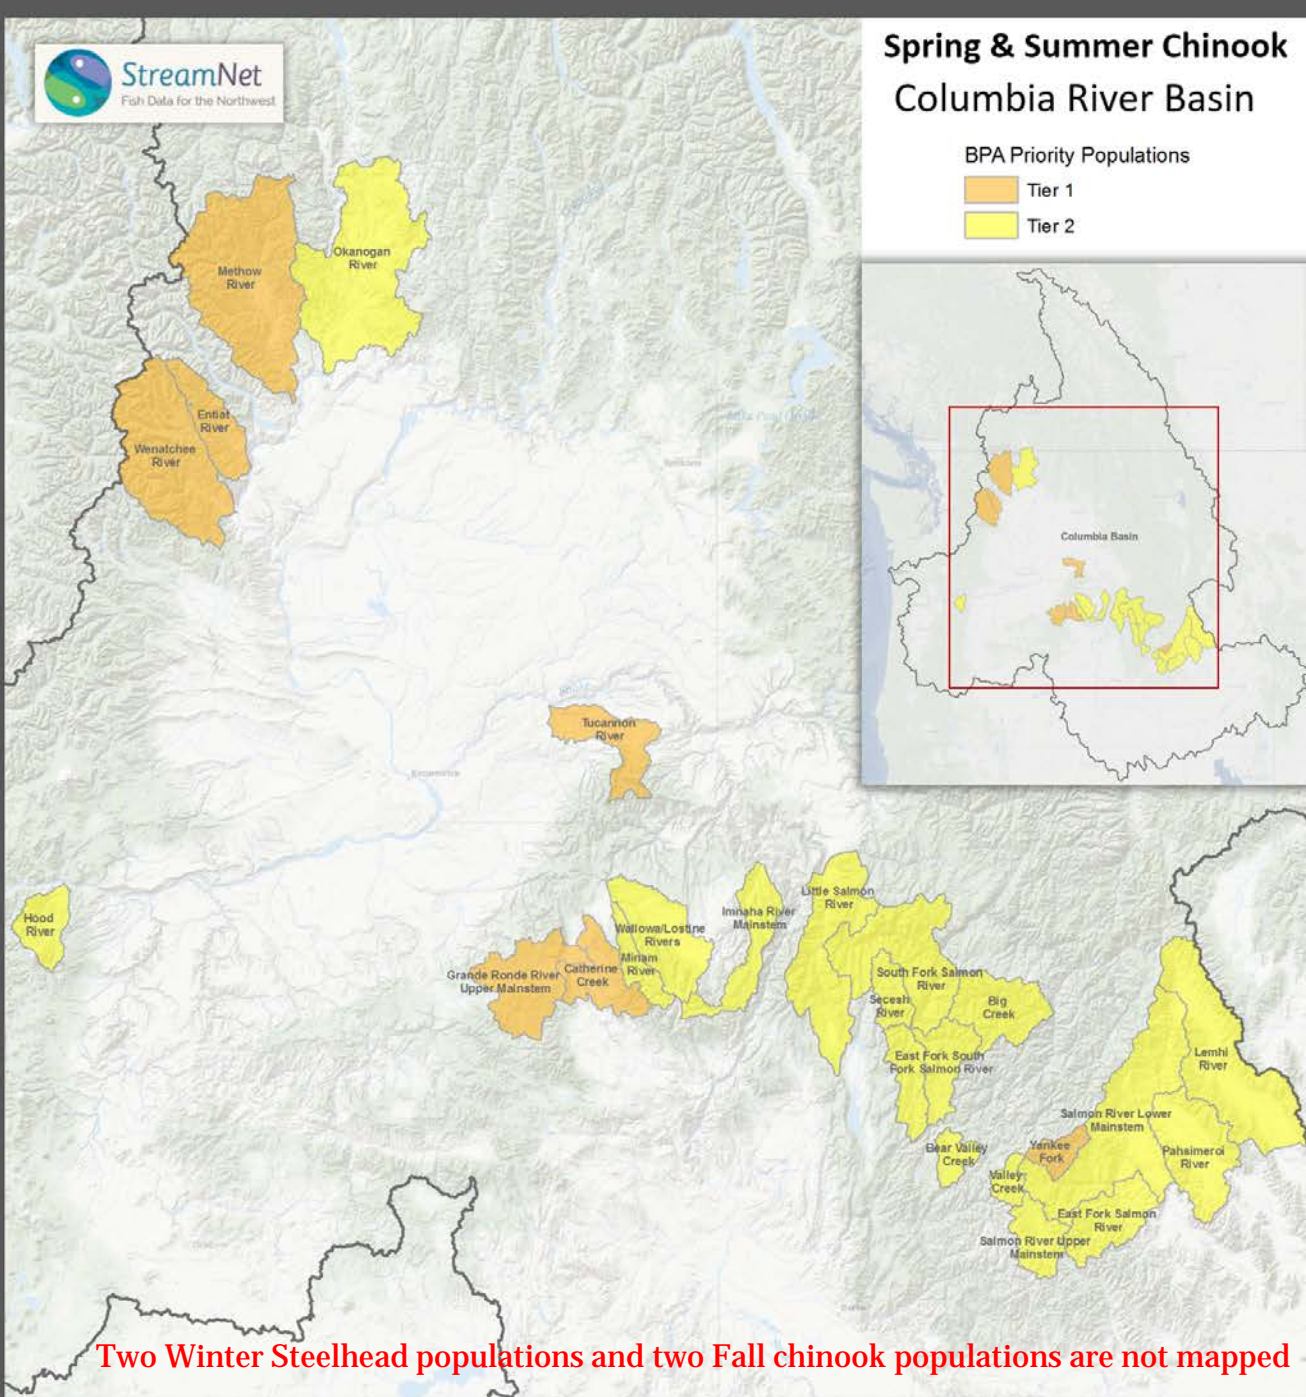 StreamNet
Fish Data for the Northwest
Spring & Summer Chinook
Columbia River Basin
BPA Priority Populations
Tier 1
Tier 2
Methow
River
Okanogan
River
Entiat
River
Wenatchee
River
Columbia Basin
Tucannon
River
Hood
River
Little Salmon
River
Imnaha River
Mainstem
Wallowa/Lostine
Rivers
Minam
River
Grande Ronde River
Upper Mainstem
Catherine
Creek
South Fork Salmon
River
Secesh
River
Big
Creek
East Fork South
Fork Salmon River
Lemhi
River
Salmon River Lower
Mainstem
Yankee
Fork
Pahsimeroi
River
Bear Valley
Creek
Valley
Creek
East Fork Salmon
River
Salmon River Upper
Mainstem
Two Winter Steelhead populations and two Fall chinook populations are not mapped